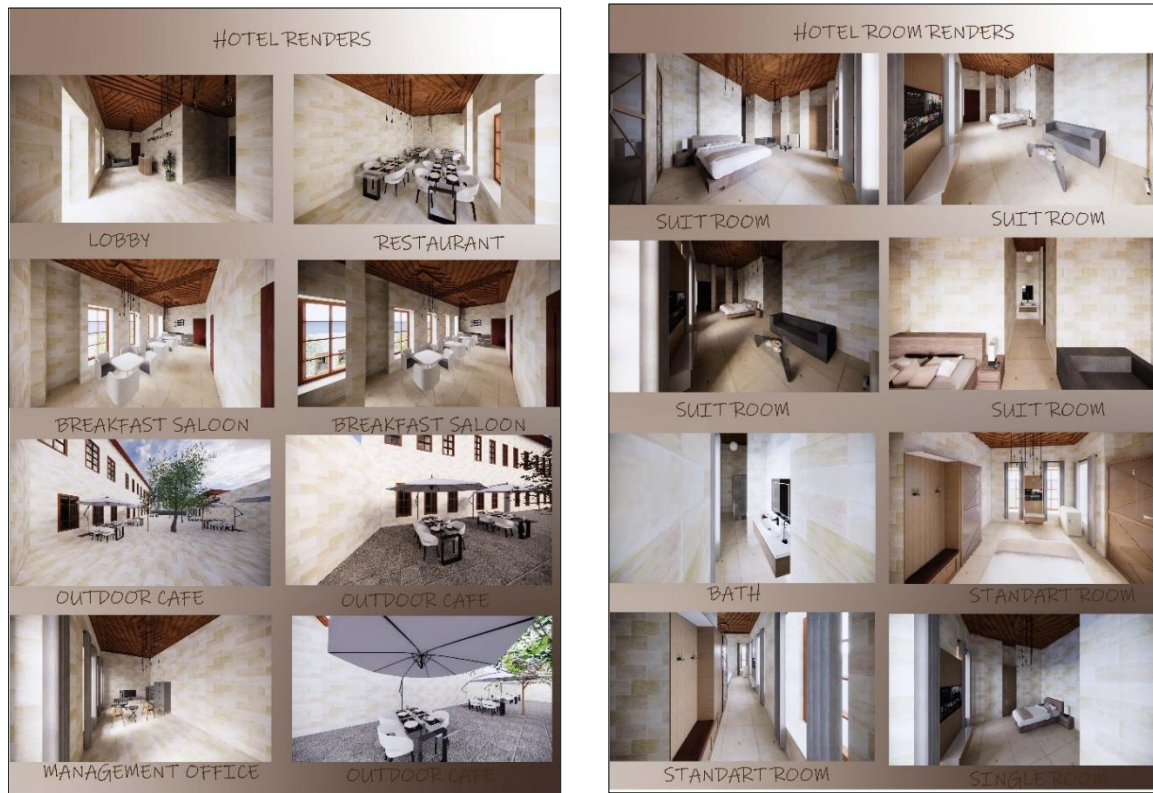 HOTEL RENDERS
LOBBY
RESTAURANT
BREAKFAST SALOON
BREAKFAST SALOON
OUTDOOR CAFE
OUTDOOR CAFE
MANAGEMENT OFFICE
OUTDOOR CAFE
HOTEL ROOM RENDERS
SUIT ROOM
SUIT ROOM
SUIT ROOM
SUIT ROOM
BATH
STANDART ROOM
STANDART ROOM
SINGLE ROOM